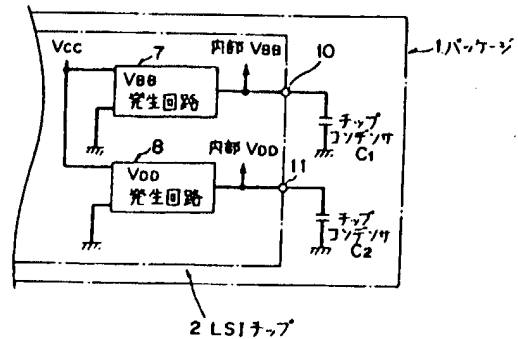 VCC
7
内部 VBB
10
1 パッケージ
VBB
発生回路
チップ
コンデンサ
C1
8
内部 VDD
11
VDD
発生回路
チップ
コンデンサ
C2
2 LSIチップ